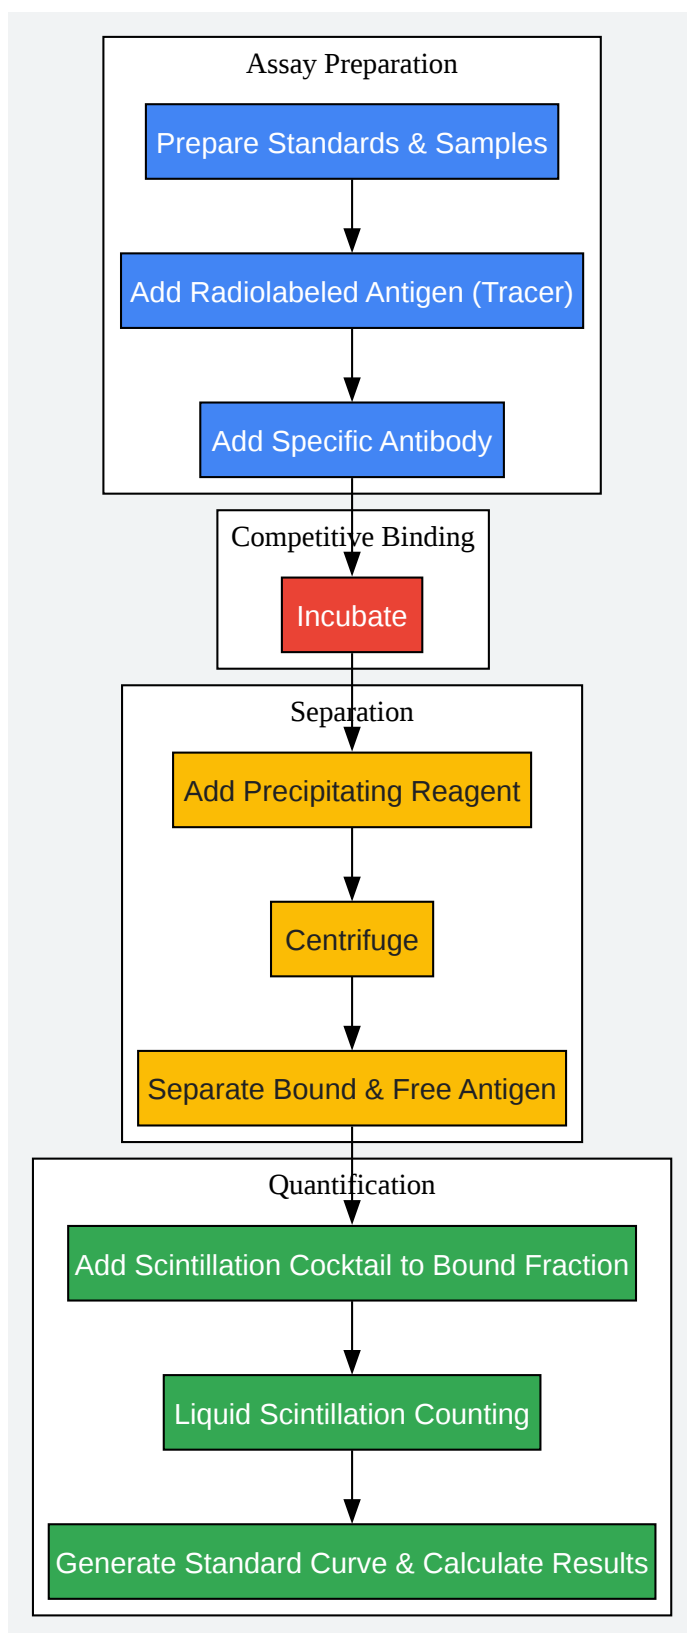 Assay Preparation
Prepare Standards & Samples
Add Radiolabeled Antigen (Tracer)
Add Specific Antibody
Competitive Binding
Incubate
Separation
Add Precipitating Reagent
Centrifuge
Separate Bound & Free Antigen
Quantification
Add Scintillation Cocktail to Bound Fraction
Liquid Scintillation Counting
Generate Standard Curve & Calculate Results